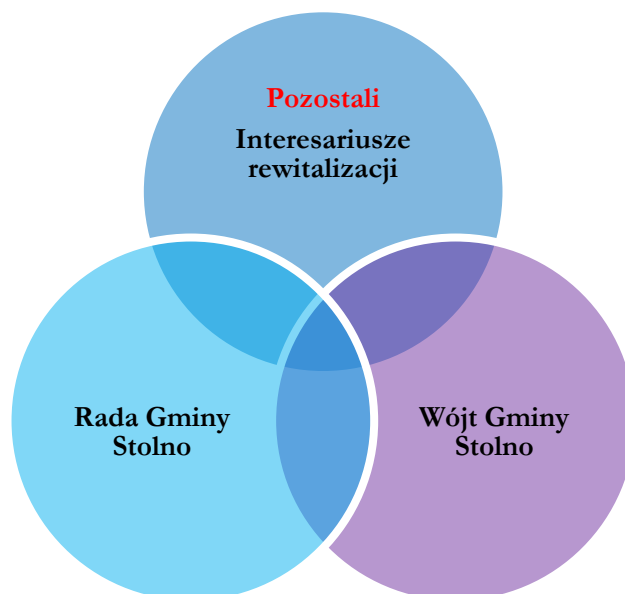 Pozostali
Interesariusze
rewitalizacji
Rada Gminy
Stolno
Wójt Gminy
Stolno